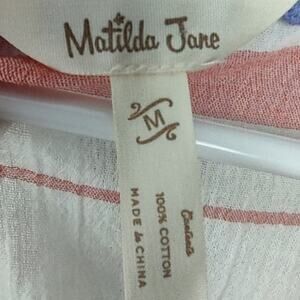 Matilda Jane
M
Contents
100% COTTON
MADE in CHINA